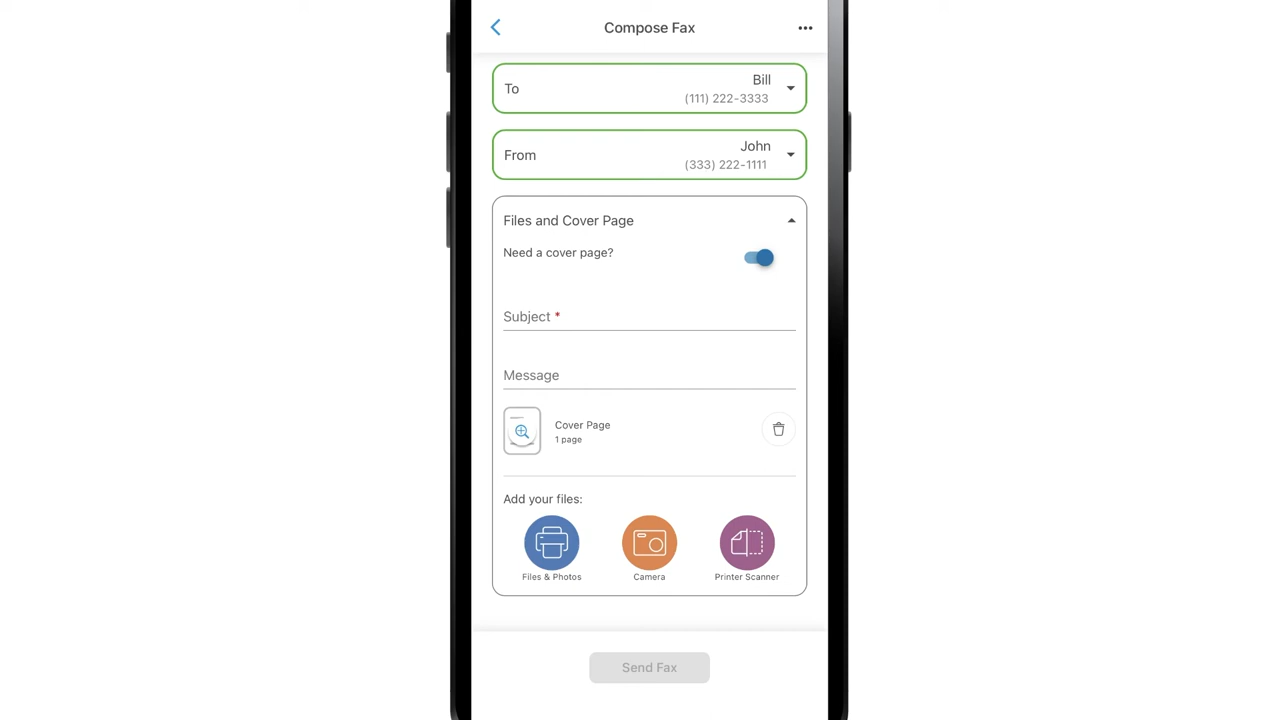 Compose Fax
To
Bill
(111) 222-3333
From
John
(333) 222-1111
Files and Cover Page
Need a cover page?
Subject *
Message
Cover Page
1 page
Add your files:
Files & Photos
Camera
Printer Scanner
Send Fax